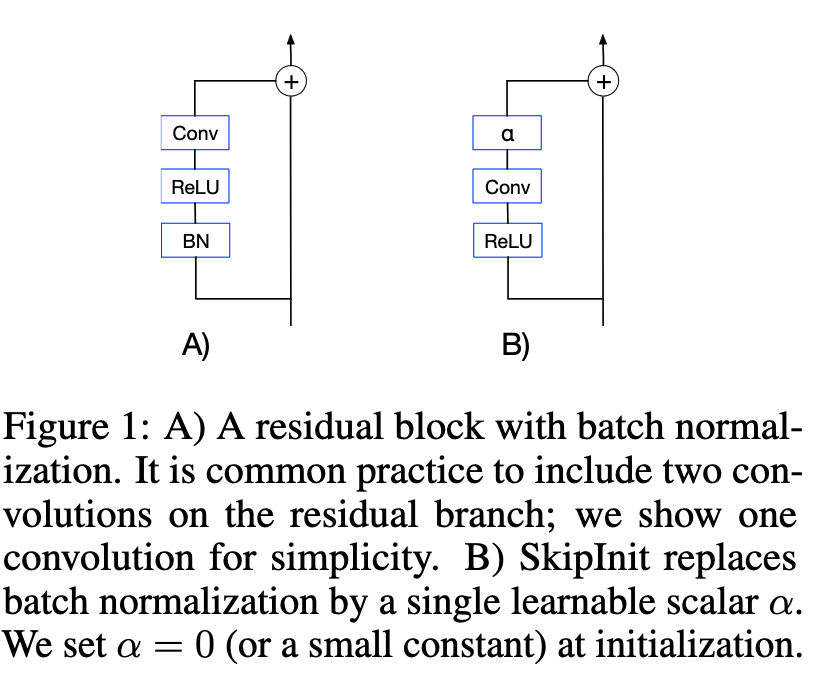 +
Conv
ReLU
BN
A)
+
α
Conv
ReLU
B)
Figure 1: A) A residual block with batch normal-
ization. It is common practice to include two con-
volutions on the residual branch; we show one
convolution for simplicity. B) SkipInit replaces
batch normalization by a single learnable scalar α.
We set α = 0 (or a small constant) at initialization.